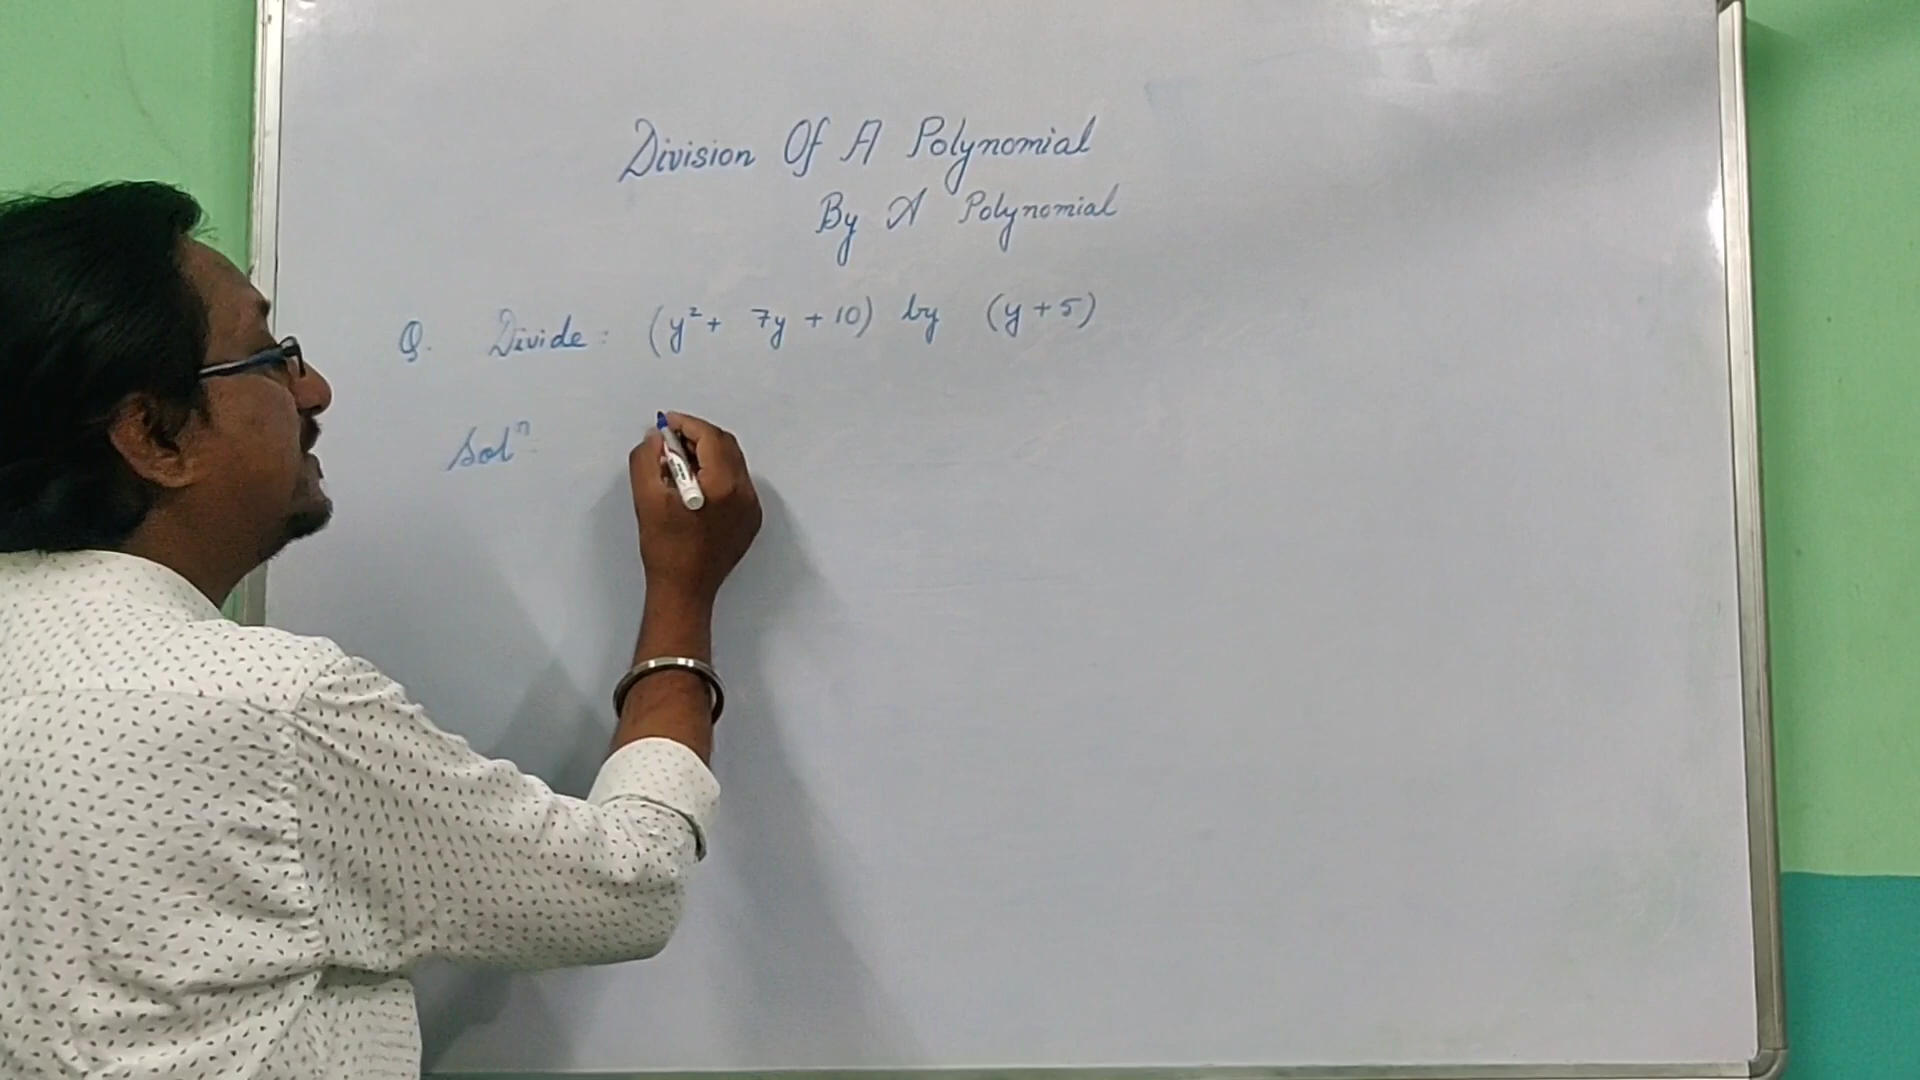 Division Of A Polynomial
By A Polynomial
Q. Divide: (y²+ 7y + 10) by (y + 5)
Solⁿ